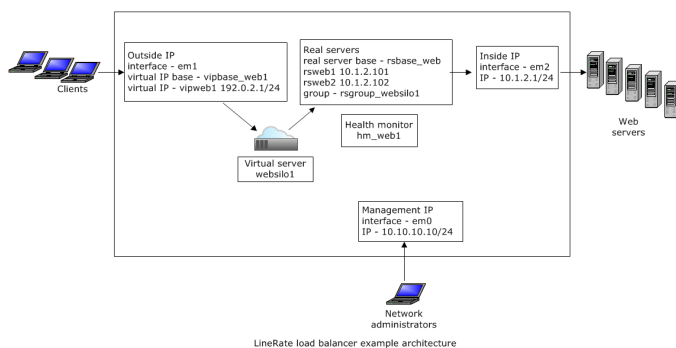 Clients
Outside IP
interface - em1
virtual IP base - vipbase_web1
virtual IP - vipweb1 192.0.2.1/24
Real servers
real server base - rsbase_web
rsweb1 10.1.2.101
rsweb2 10.1.2.102
group - rsgroup_websilo1
Inside IP
interface - em2
IP - 10.1.2.1/24
Web
servers
Health monitor
hm_web1
Virtual server
websilo1
Management IP
interface - em0
IP - 10.10.10.10/24
Network
administrators
LineRate load balancer example architecture